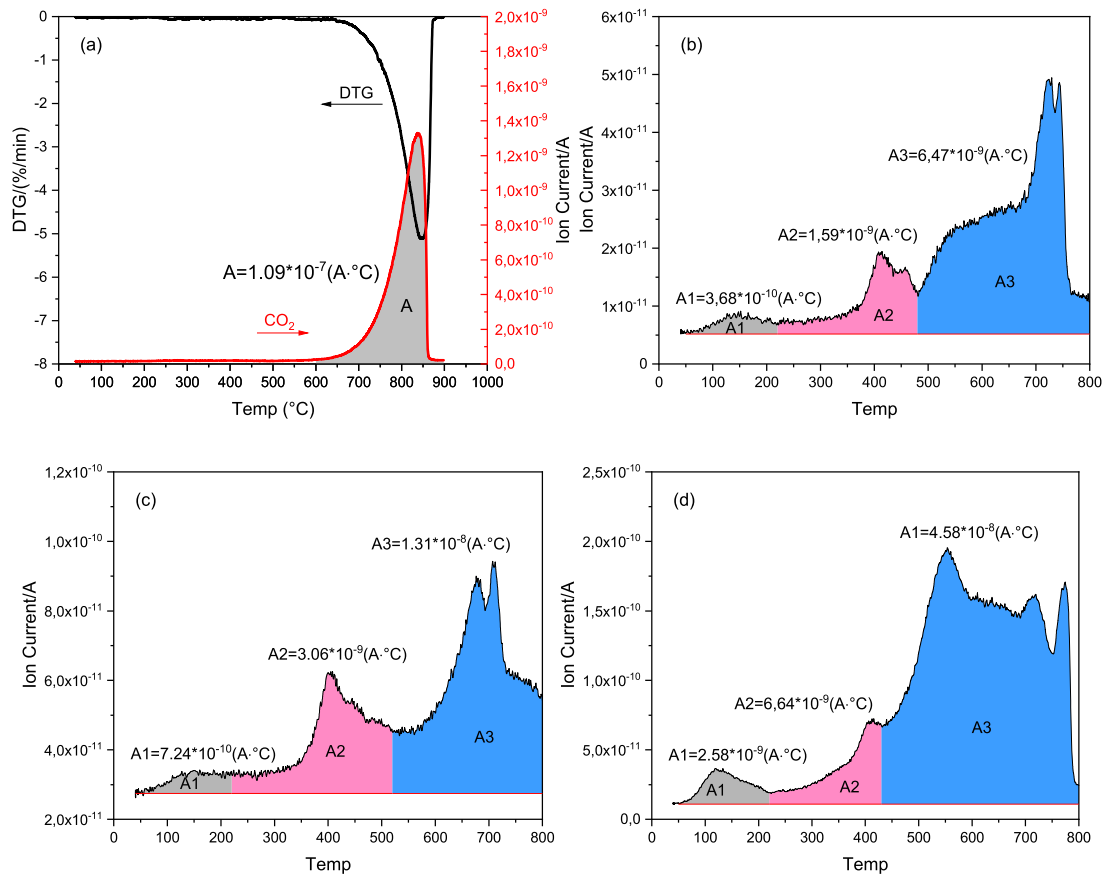 (a)
DTG
A=1.09*10⁻⁷(A·°C)
A
CO₂
DTG/(%/min)
0
-1
-2
-3
-4
-5
-6
-7
-8
0 100 200 300 400 500 600 700 800 900 1000
Temp (°C)
2,0x10⁻⁹
1,8x10⁻⁹
1,6x10⁻⁹
1,4x10⁻⁹
1,2x10⁻⁹
1,0x10⁻⁹
8,0x10⁻¹⁰
6,0x10⁻¹⁰
4,0x10⁻¹⁰
2,0x10⁻¹⁰
0,0
Ion Current/A
(b)
Ion Current/A
6x10⁻¹¹
5x10⁻¹¹
4x10⁻¹¹
3x10⁻¹¹
2x10⁻¹¹
1x10⁻¹¹
0
A3=6,47*10⁻⁹(A·°C)
A2=1,59*10⁻⁹(A·°C)
A1=3,68*10⁻¹⁰(A·°C)
A1
A2
A3
0 100 200 300 400 500 600 700 800
Temp
(c)
Ion Current/A
1,2x10⁻¹⁰
1,0x10⁻¹⁰
8,0x10⁻¹¹
6,0x10⁻¹¹
4,0x10⁻¹¹
2,0x10⁻¹¹
A3=1.31*10⁻⁸(A·°C)
A2=3.06*10⁻⁹(A·°C)
A1=7.24*10⁻¹⁰(A·°C)
A1
A2
A3
0 100 200 300 400 500 600 700 800
Temp
(d)
Ion Current/A
2,5x10⁻¹⁰
2,0x10⁻¹⁰
1,5x10⁻¹⁰
1,0x10⁻¹⁰
5,0x10⁻¹¹
0,0
A1=4.58*10⁻⁸(A·°C)
A2=6,64*10⁻⁹(A·°C)
A1=2.58*10⁻⁹(A·°C)
A1
A2
A3
0 100 200 300 400 500 600 700 800
Temp